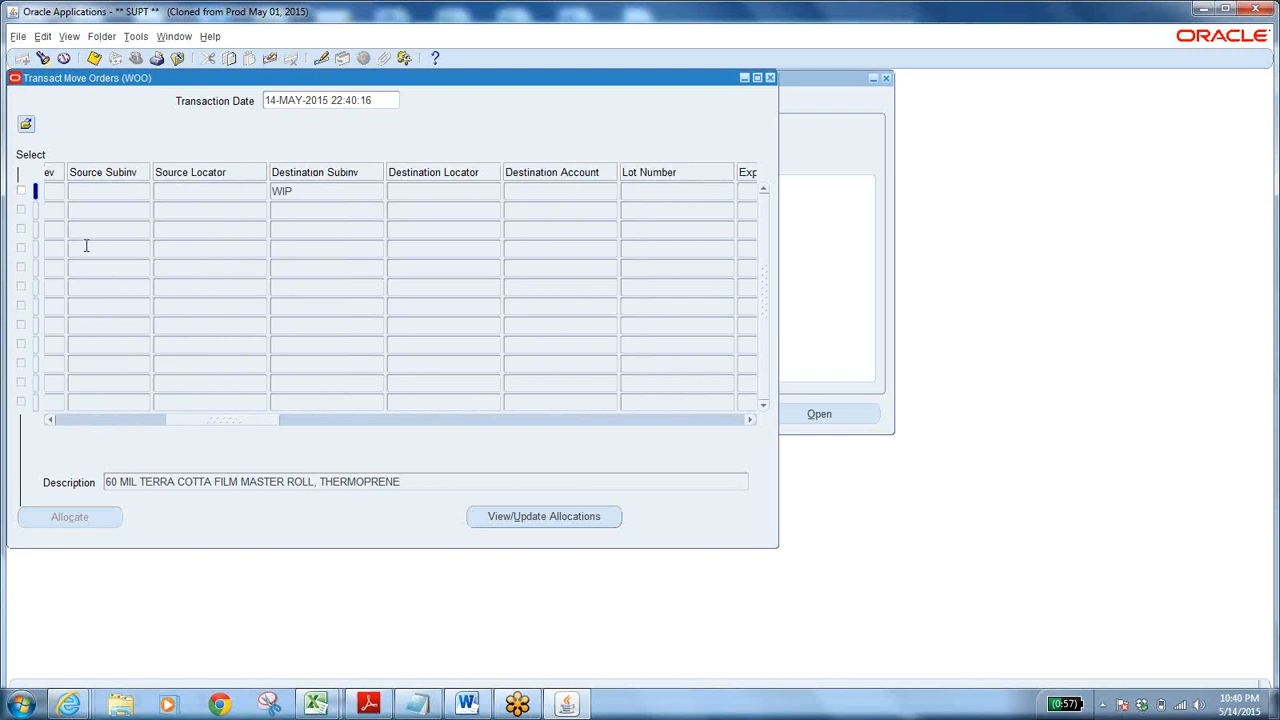 Oracle Applications - ** SUPT ** (Cloned from Prod May 01, 2015)
File Edit View Folder Tools Window Help
ORACLE
Transact Move Orders (WOO)
Transaction Date 14-MAY-2015 22:40:16
Select
ev Source Subinv Source Locator Destination Subinv Destination Locator Destination Account Lot Number Exp
WIP
Open
Description 60 MIL TERRA COTTA FILM MASTER ROLL, THERMOPRENE
Allocate View/Update Allocations
(0:57)
10:40 PM
5/14/2015